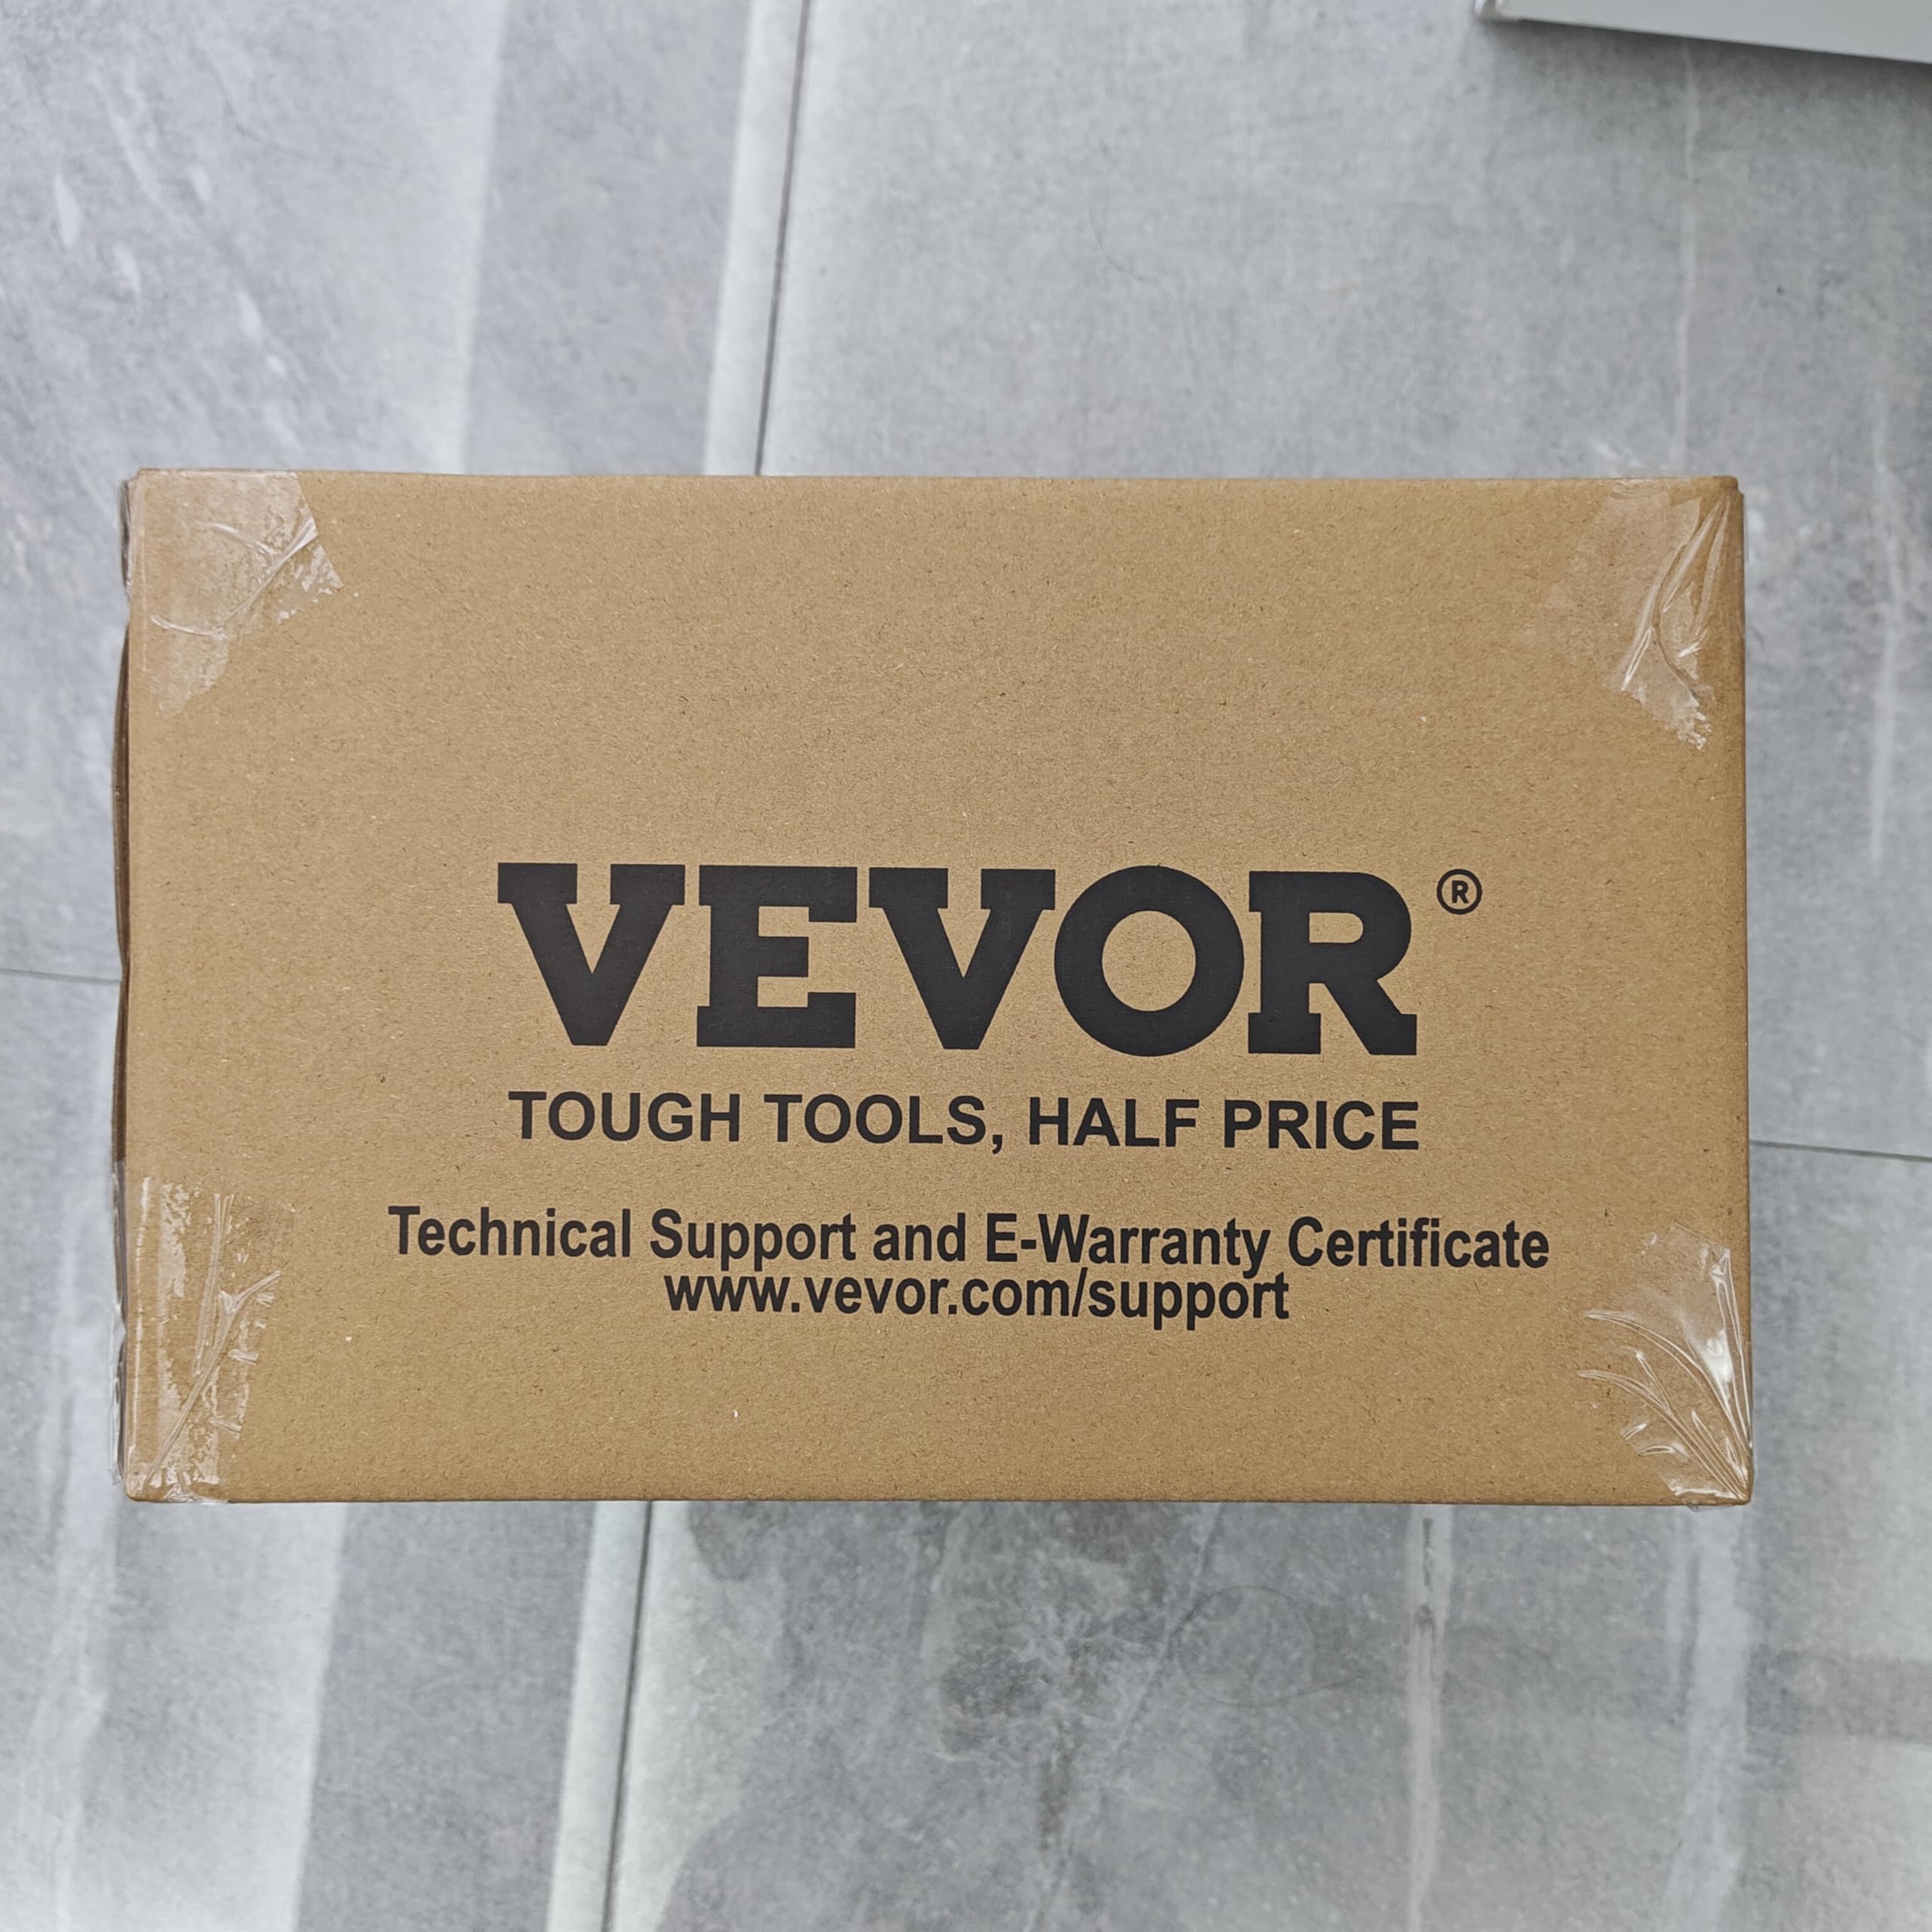 VEVOR®
TOUGH TOOLS, HALF PRICE
Technical Support and E-Warranty Certificate
www.vevor.com/support